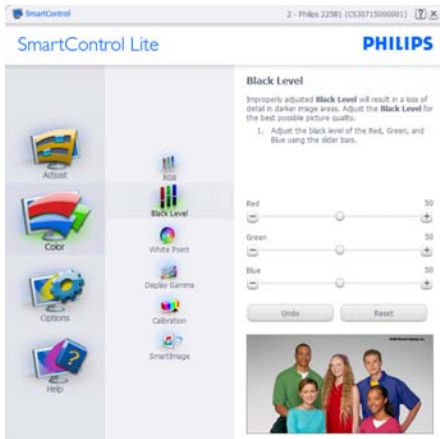 SmartControl
2 - Philips 225B1 (CS30715000001)
SmartControl Lite
PHILIPS
Adjust
Color
Options
Help
RGB
Black Level
White Point
Display Gamma
Calibration
SmartImage
Black Level
Improperly adjusted Black Level will result in a loss of
detail in darker image areas. Adjust the Black Level for
the best possible picture quality.
1. Adjust the black level of the Red, Green, and
Blue using the slider bars.
Red 50
Green 50
Blue 50
Undo
Reset